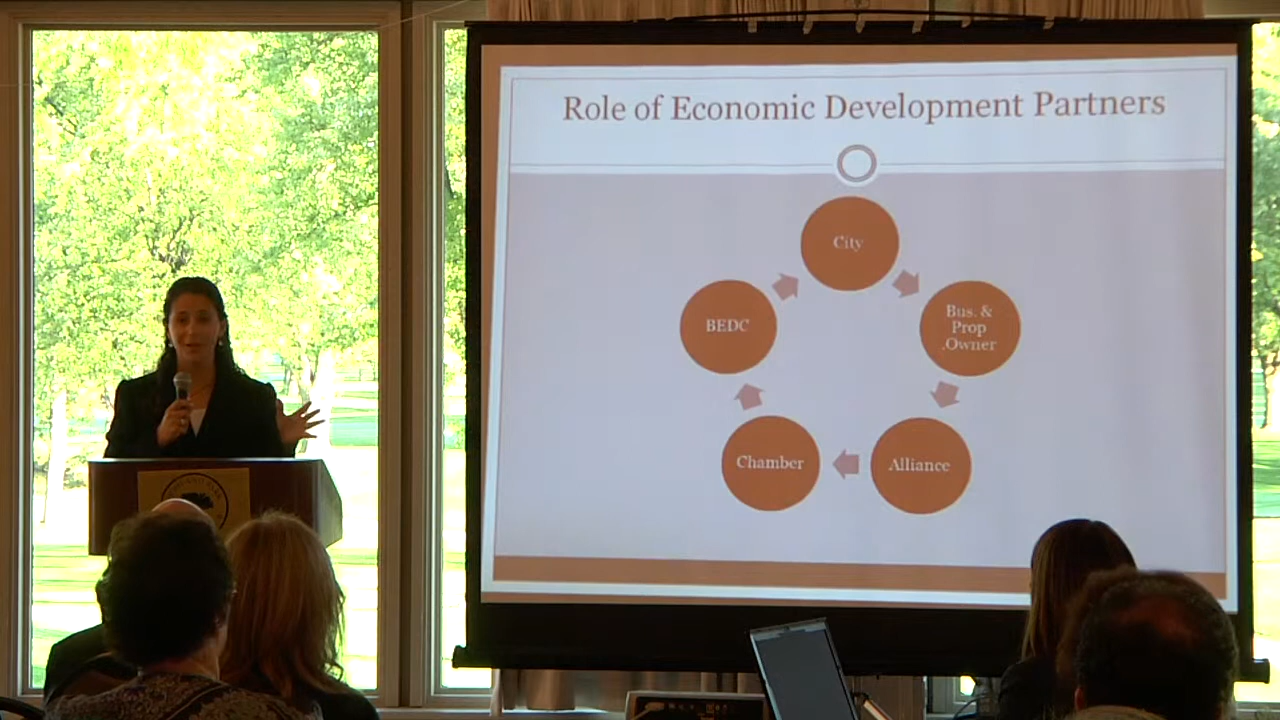 Role of Economic Development Partners
City
BEDC
Bus. &
Prop
.Owner
Chamber
Alliance